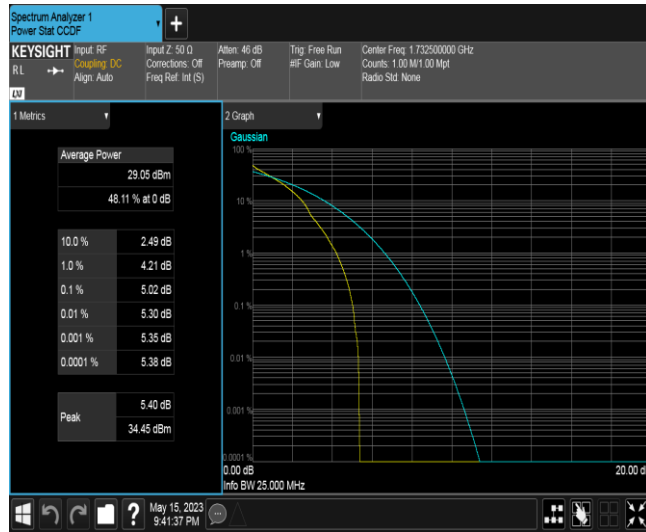 Spectrum Analyzer 1
Power Stat CCDF
+
KEYSIGHT
RL
LXI
Input: RF
Coupling: DC
Align: Auto
Input Z: 50 Ω
Corrections: Off
Freq Ref: Int (S)
Atten: 46 dB
Preamp: Off
Trig: Free Run
#IF Gain: Low
Center Freq: 1.732500000 GHz
Counts: 1.00 M/1.00 Mpt
Radio Std: None
1 Metrics
Average Power
29.05 dBm
48.11 % at 0 dB
10.0 % 2.49 dB
1.0 % 4.21 dB
0.1 % 5.02 dB
0.01 % 5.30 dB
0.001 % 5.35 dB
0.0001 % 5.38 dB
Peak
5.40 dB
34.45 dBm
2 Graph
Gaussian
100 %
10 %
1 %
0.1 %
0.01 %
0.001 %
0.0001 %
0.00 dB
20.00 d
Info BW 25.000 MHz
?
May 15, 2023
9:41:37 PM